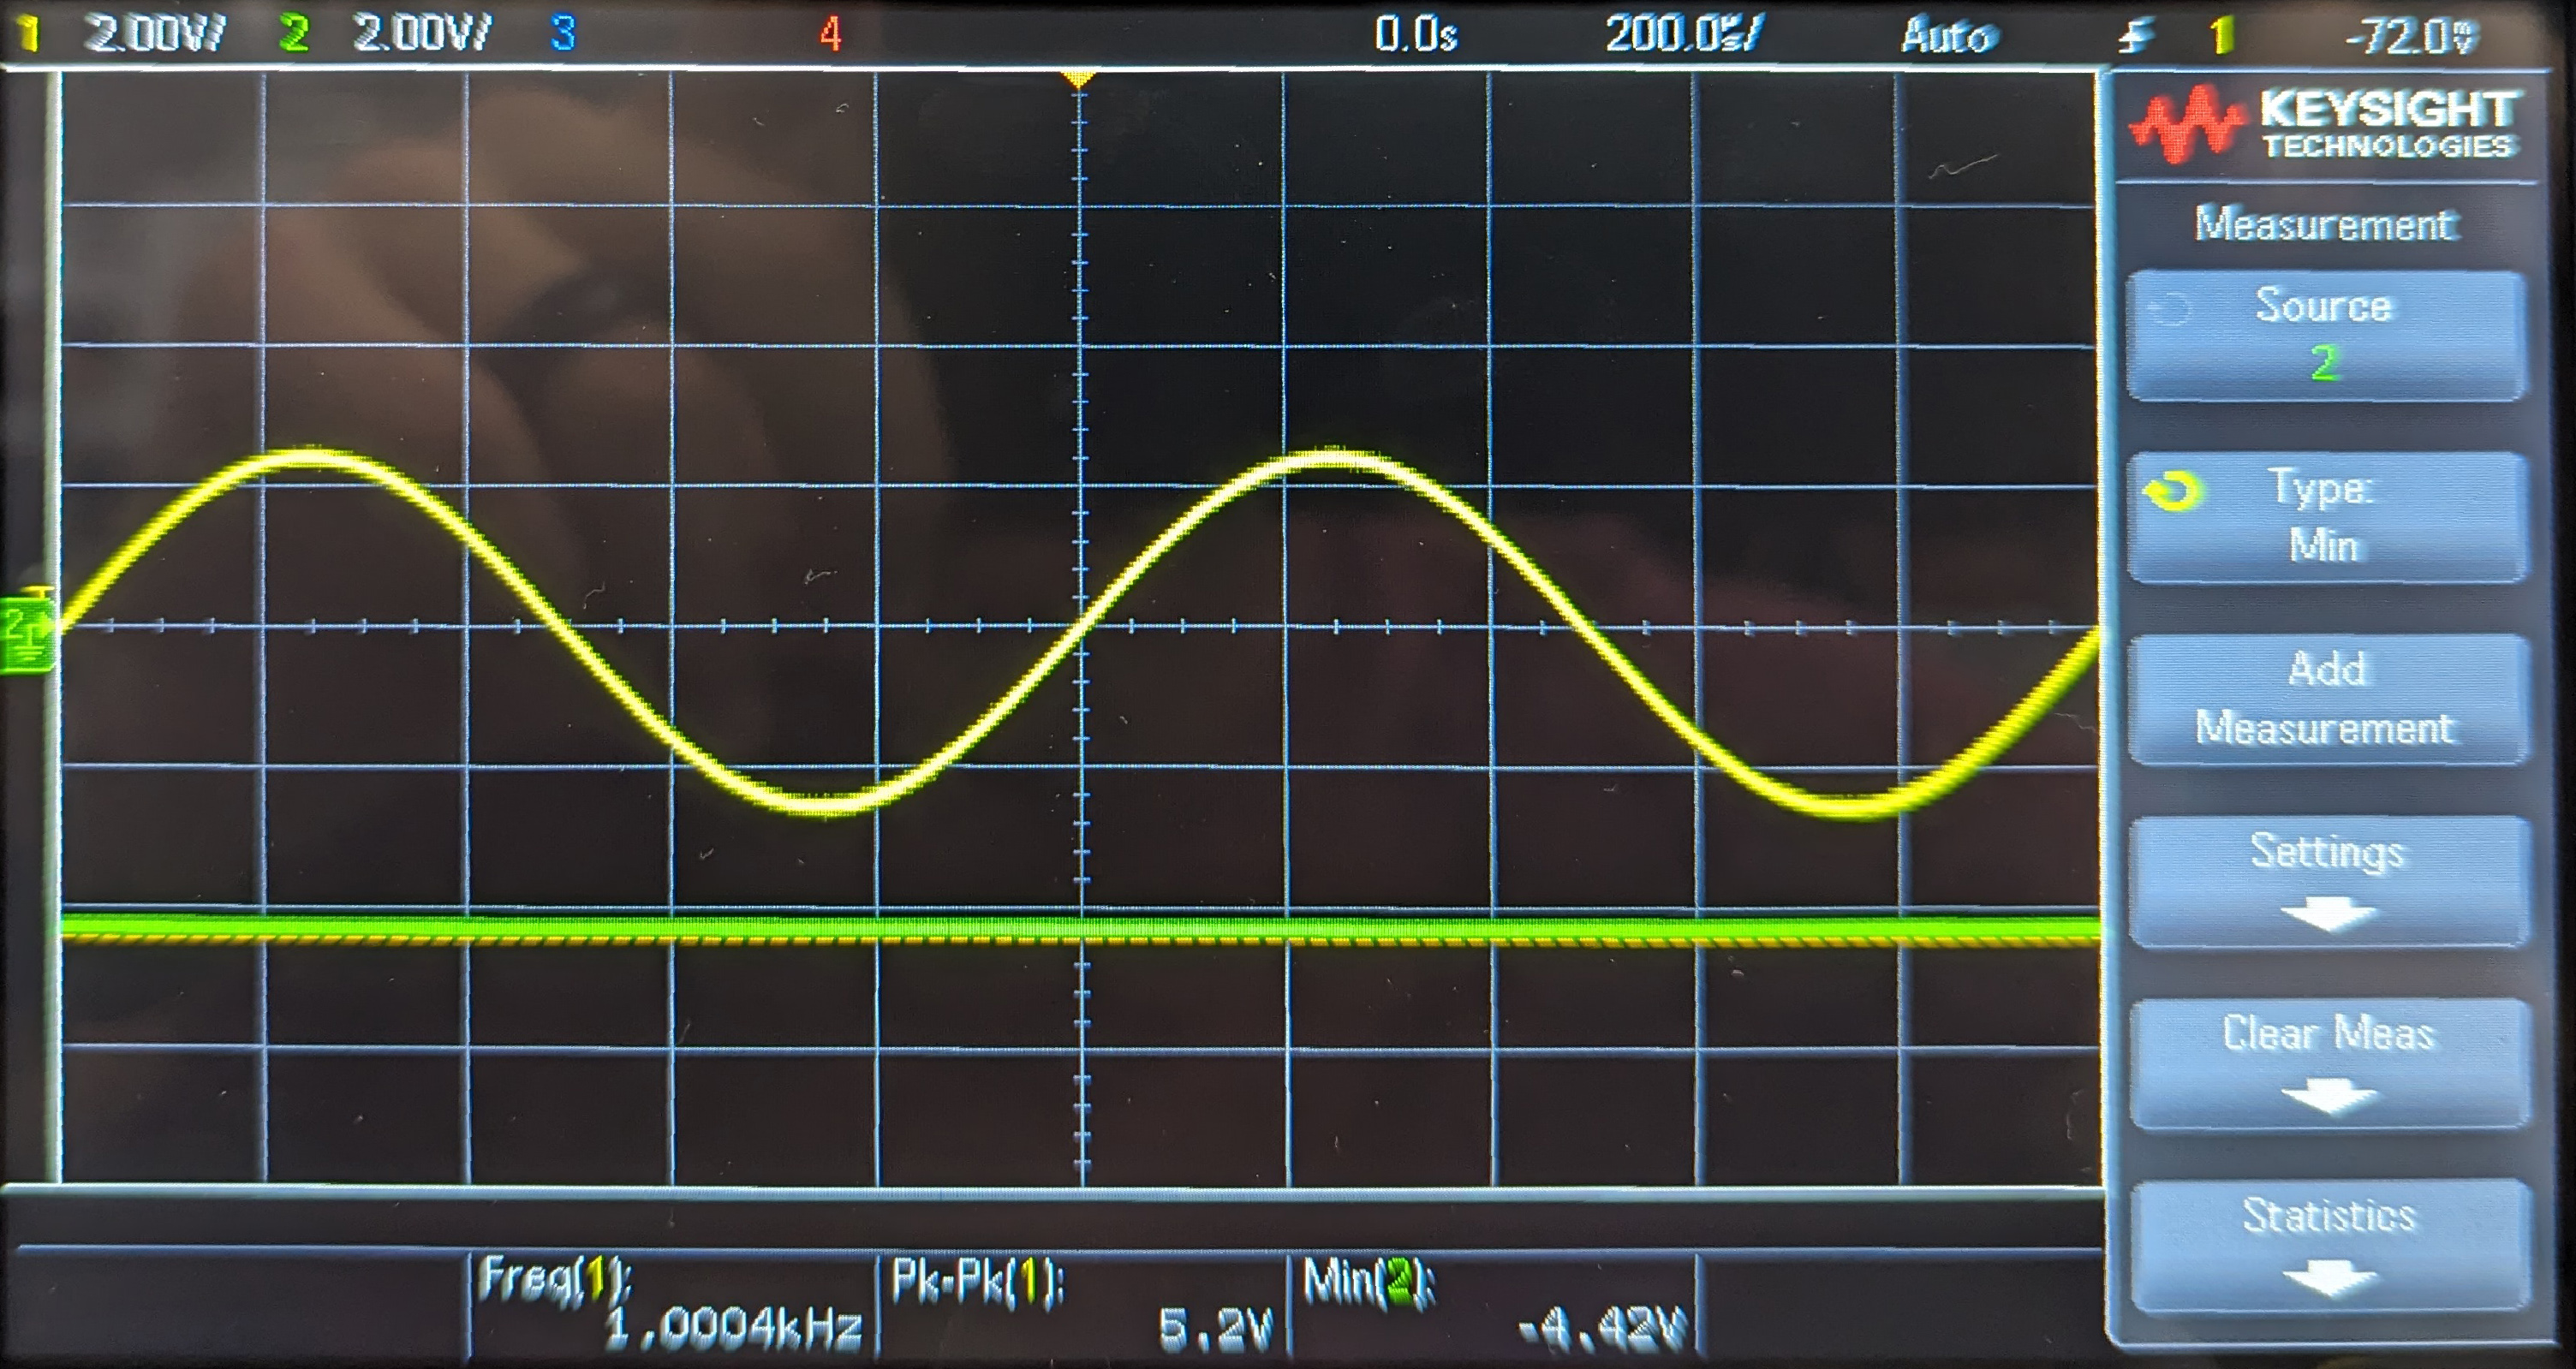 1 2.00V/ 2 2.00V/ 3 4 0.0s 200.0µs/ Auto 1 -72.0mV
KEYSIGHT
TECHNOLOGIES
Measurement
Source
2
Type:
Min
2
Add
Measurement
Settings
Clear Meas
Statistics
Freq(1): Pk-Pk(1): Min(2):
1.0004kHz 5.2V -4.42V